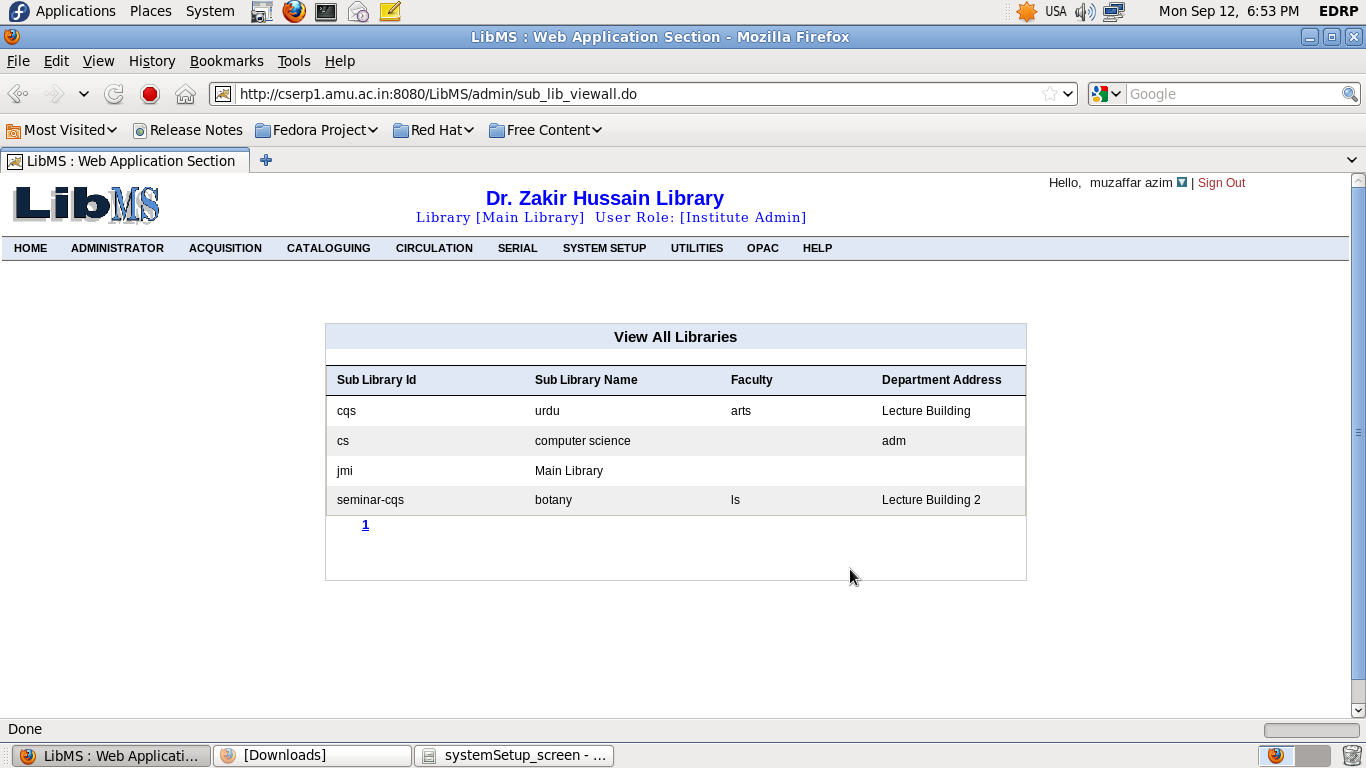 Applications Places System USA Mon Sep 12, 6:53 PM EDRP
LibMS : Web Application Section - Mozilla Firefox
File Edit View History Bookmarks Tools Help
http://cserp1.amu.ac.in:8080/LibMS/admin/sub_lib_viewall.do Google
Most Visited Release Notes Fedora Project Red Hat Free Content
LibMS : Web Application Section
Hello, muzaffar azim | Sign Out
LibMS
Dr. Zakir Hussain Library
Library [Main Library] User Role: [Institute Admin]
HOME ADMINISTRATOR ACQUISITION CATALOGUING CIRCULATION SERIAL SYSTEM SETUP UTILITIES OPAC HELP
View All Libraries
Sub Library Id Sub Library Name Faculty Department Address
cqs urdu arts Lecture Building
cs computer science adm
jmi Main Library
seminar-cqs botany ls Lecture Building 2
1
Done
LibMS : Web Applicati... [Downloads] systemSetup_screen - ...